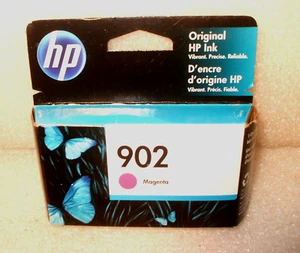 hp
Original
HP Ink
Vibrant. Precise. Reliable.
D'encre
d'origine HP
Vibrant. Précis. Fiable.
902
Magenta